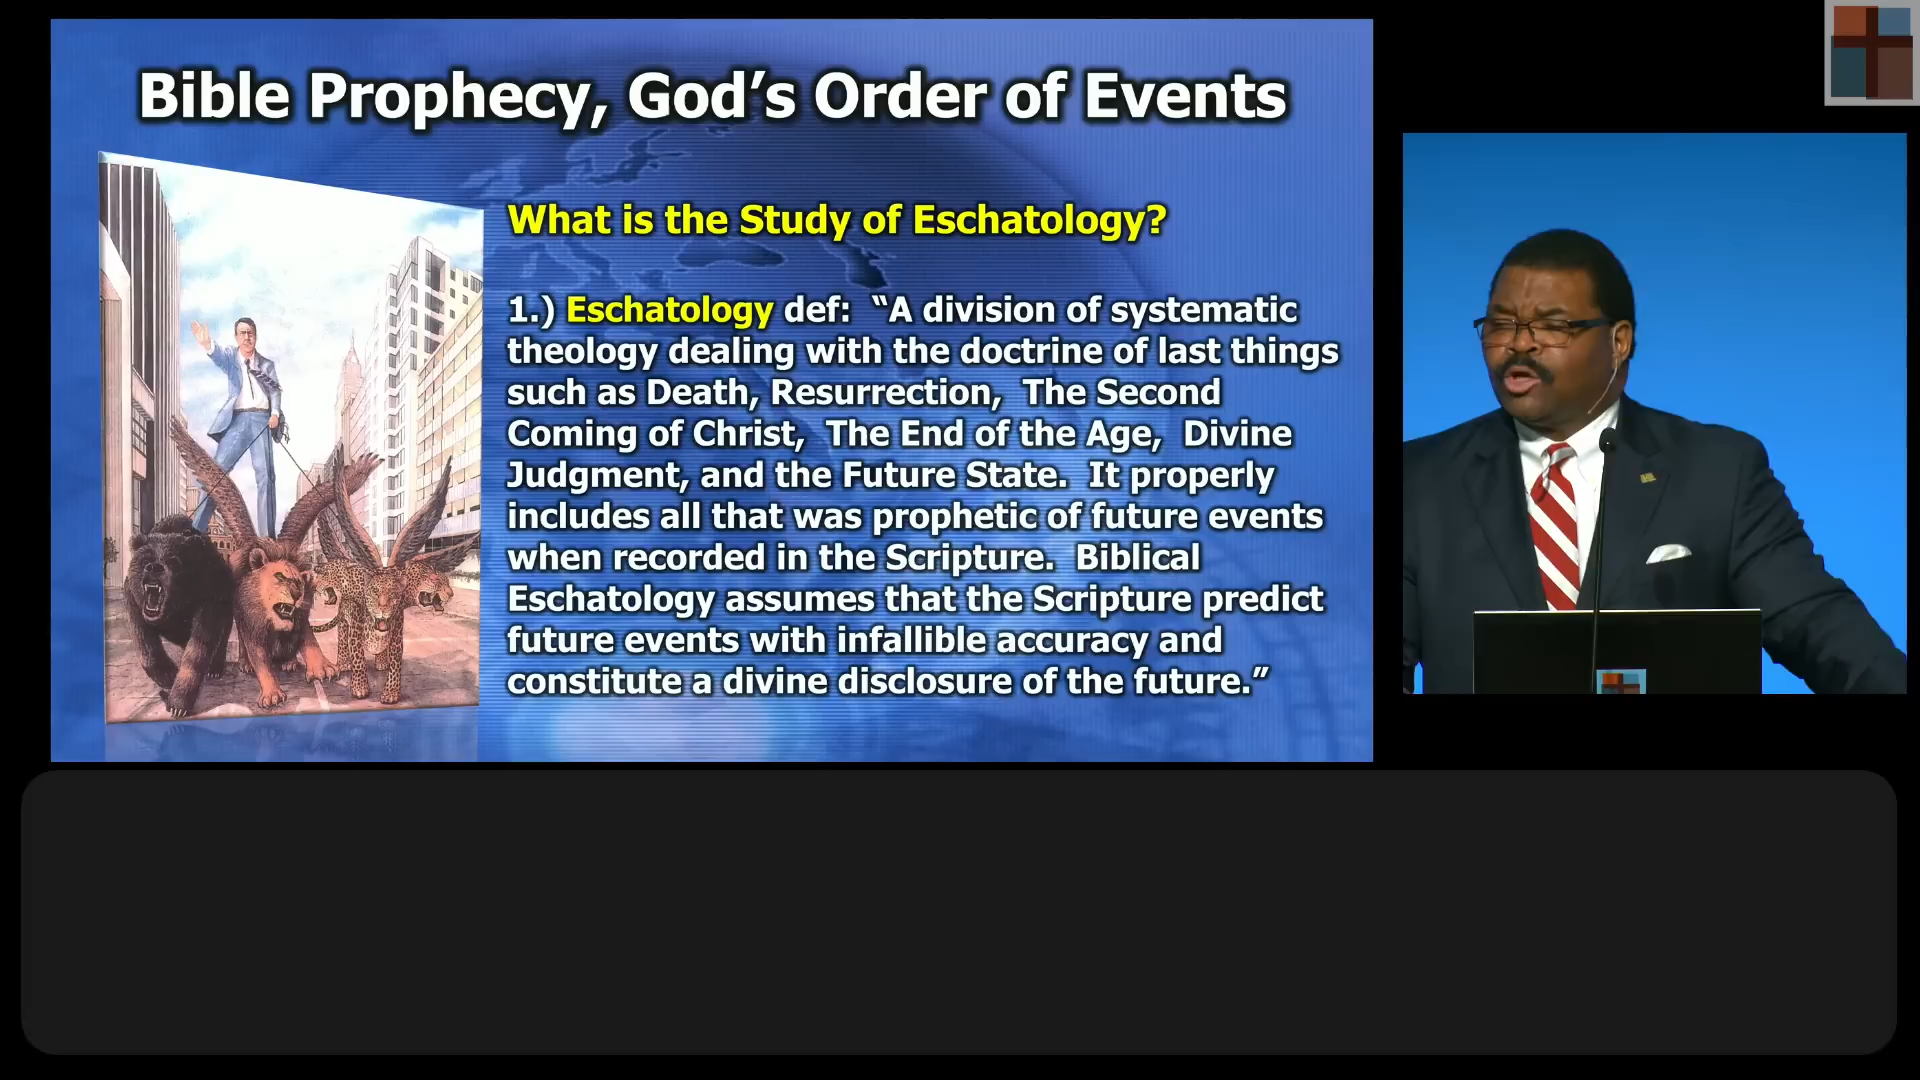 Bible Prophecy, God's Order of Events
What is the Study of Eschatology?
1.) Eschatology def:  “A division of systematic
theology dealing with the doctrine of last things
such as Death, Resurrection,  The Second
Coming of Christ,  The End of the Age,  Divine
Judgment, and the Future State.  It properly
includes all that was prophetic of future events
when recorded in the Scripture.  Biblical
Eschatology assumes that the Scripture predict
future events with infallible accuracy and
constitute a divine disclosure of the future.”